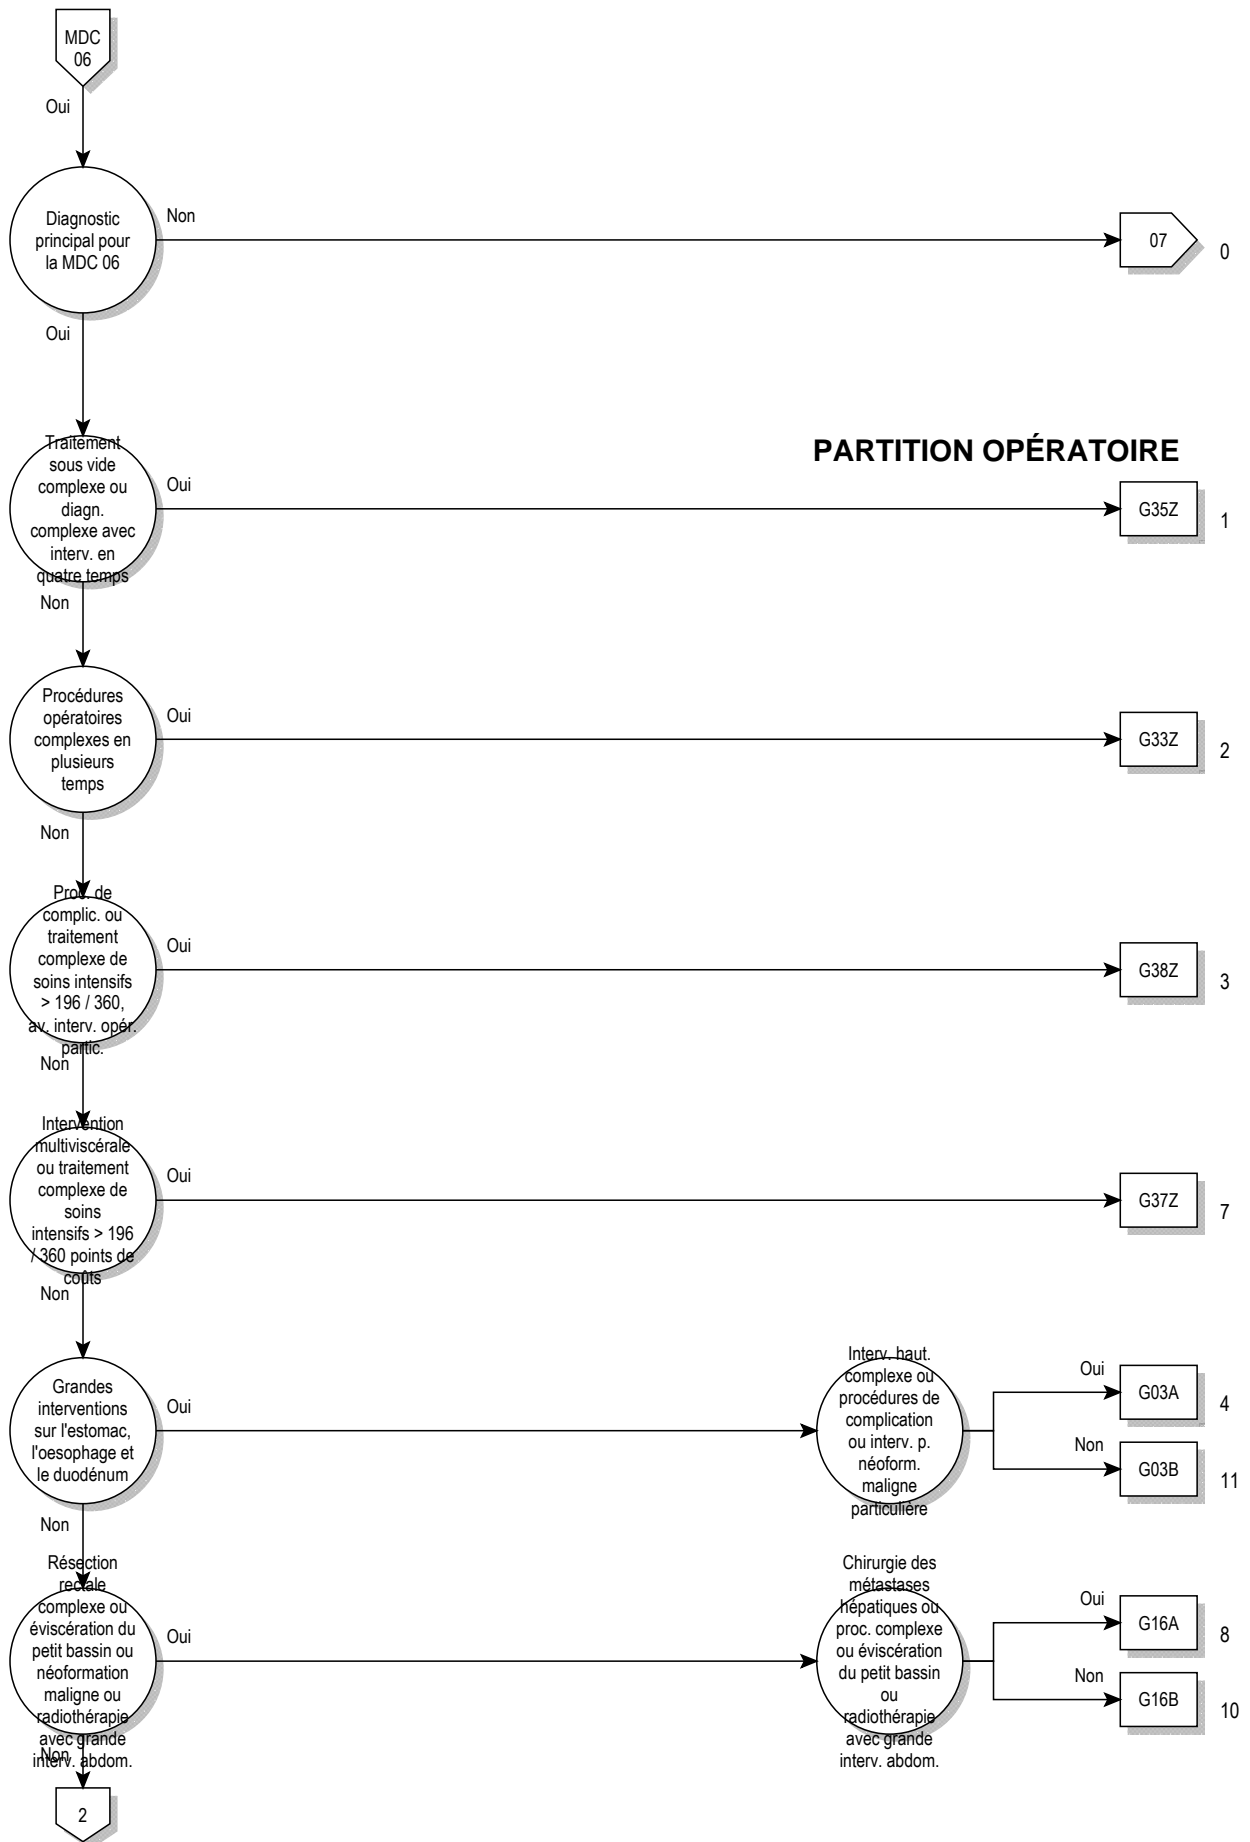 MDC
06
Oui
Diagnostic
principal pour
la MDC 06
Non
07
0
Oui
PARTITION OPÉRATOIRE
Traitement
sous vide
complexe ou
diagn.
complexe avec
interv. en
quatre temps
Oui
G35Z
1
Non
Procédures
opératoires
complexes en
plusieurs
temps
Oui
G33Z
2
Non
Proc. de
complic. ou
traitement
complexe de
soins intensifs
> 196 / 360,
av. interv. opér.
partic.
Oui
G38Z
3
Non
Intervention
multiviscérale
ou traitement
complexe de
soins
intensifs > 196
/ 360 points de
coûts
Oui
G37Z
7
Non
Grandes
interventions
sur l'estomac,
l'oesophage et
le duodénum
Oui
Interv. haut.
complexe ou
procédures de
complication
ou interv. p.
néoform.
maligne
particulière
Oui
G03A
4
Non
G03B
11
Non
Résection
rectale
complexe ou
éviscération du
petit bassin ou
néoformation
maligne ou
radiothérapie
avec grande
interv. abdom.
Oui
Chirurgie des
métastases
hépatiques ou
proc. complexe
ou éviscération
du petit bassin
ou
radiothérapie
avec grande
interv. abdom.
Oui
G16A
8
Non
G16B
10
Non
2